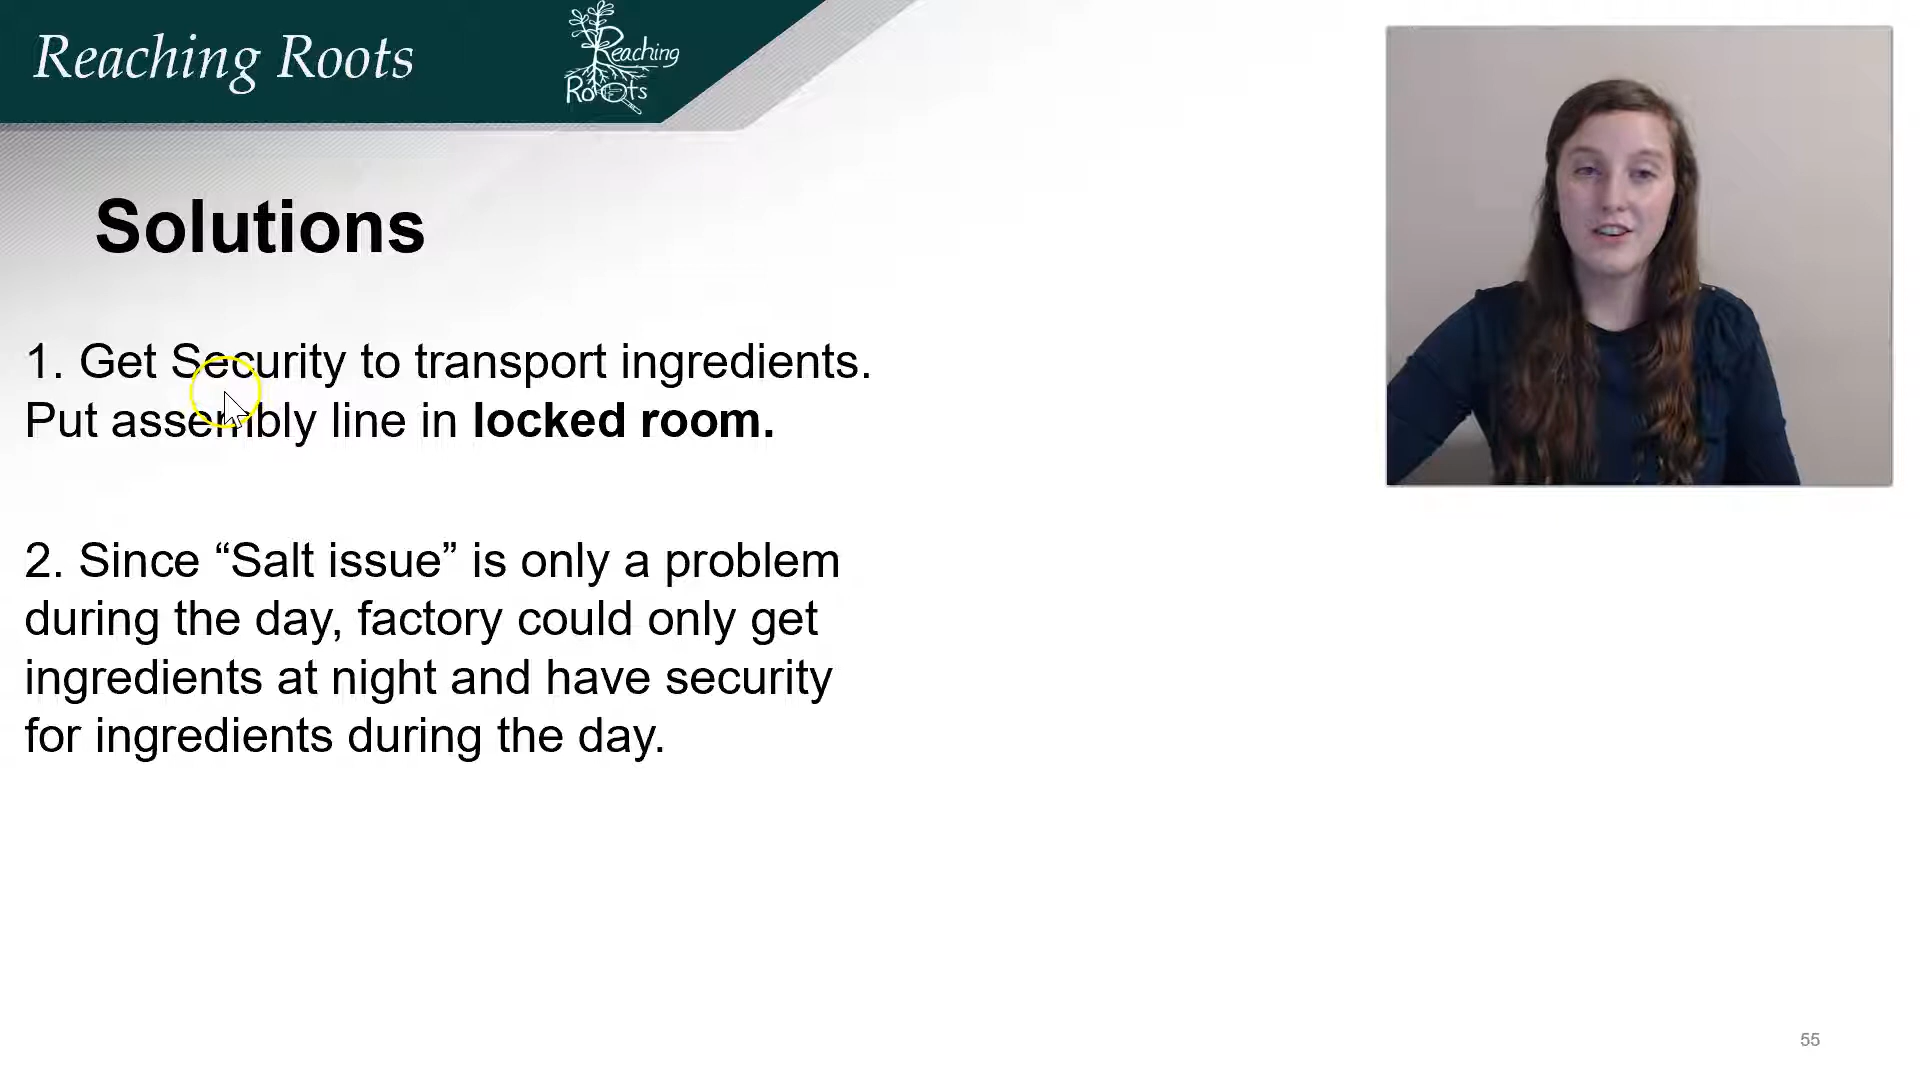 Reaching Roots
Reaching
Roots
Solutions
1. Get Security to transport ingredients.
Put assembly line in locked room.
2. Since “Salt issue” is only a problem
during the day, factory could only get
ingredients at night and have security
for ingredients during the day.
55